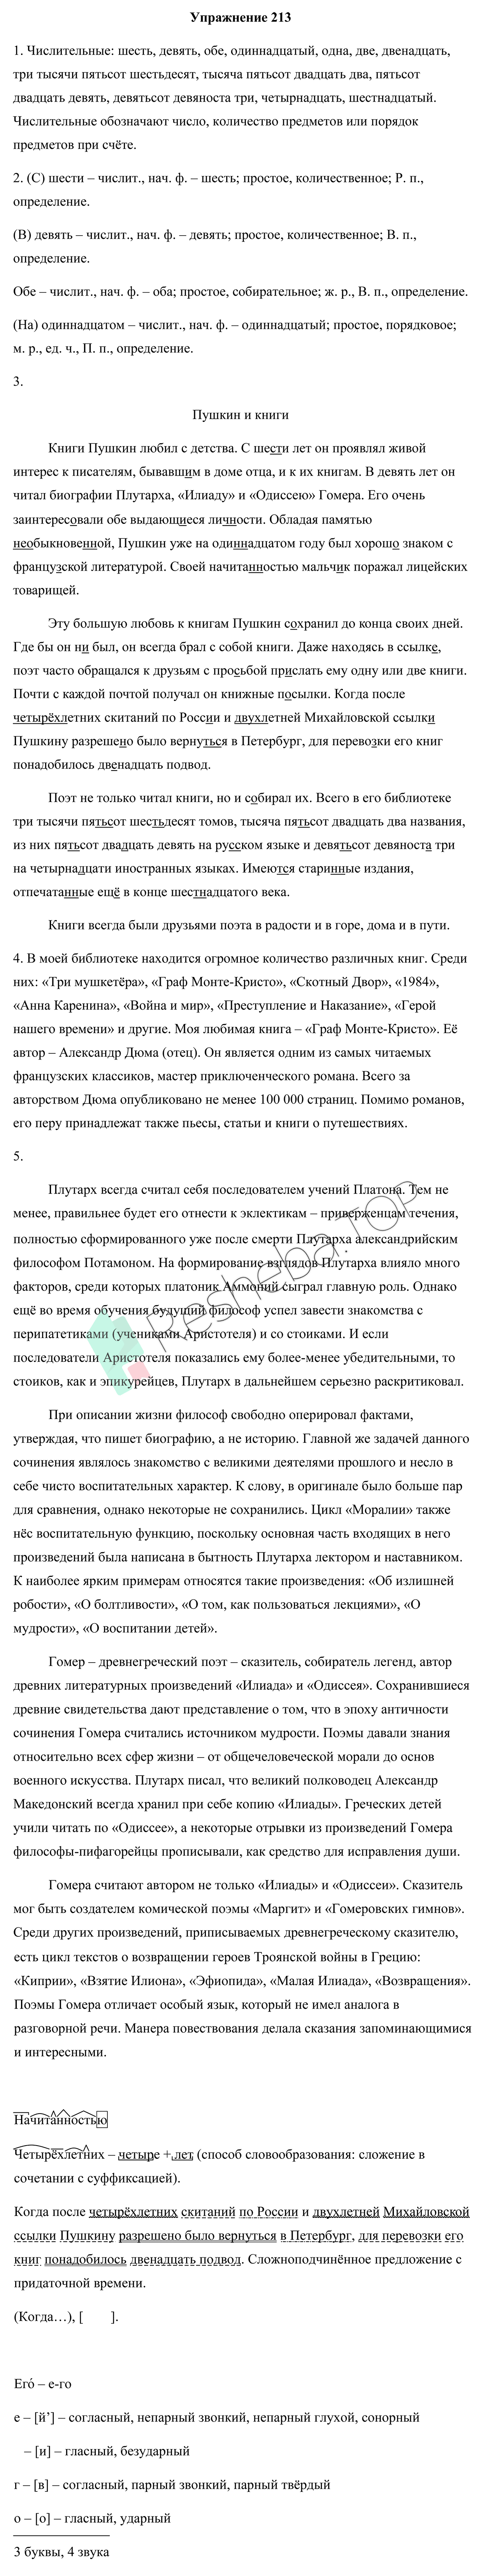 Упражнение 213
1. Числительные: шесть, девять, обе, одиннадцатый, одна, две, двенадцать,
три тысячи пятьсот шестьдесят, тысяча пятьсот двадцать два, пятьсот
двадцать девять, девятьсот девяноста три, четырнадцать, шестнадцатый.
Числительные обозначают число, количество предметов или порядок
предметов при счёте.
2. (С) шести – числит., нач. ф. – шесть; простое, количественное; Р. п.,
определение.
(В) девять – числит., нач. ф. – девять; простое, количественное; В. п.,
определение.
Обе – числит., нач. ф. – оба; простое, собирательное; ж. р., В. п., определение.
(На) одиннадцатом – числит., нач. ф. – одиннадцатый; простое, порядковое;
м. р., ед. ч., П. п., определение.
3.
Пушкин и книги
Книги Пушкин любил с детства. С шести лет он проявлял живой
интерес к писателям, бывавшим в доме отца, и к их книгам. В девять лет он
читал биографии Плутарха, «Илиаду» и «Одиссею» Гомера. Его очень
заинтересовали обе выдающиеся личности. Обладая памятью
необыкновенной, Пушкин уже на одиннадцатом году был хорошо знаком с
французской литературой. Своей начитанностью мальчик поражал лицейских
товарищей.
Эту большую любовь к книгам Пушкин сохранил до конца своих дней.
Где бы он ни был, он всегда брал с собой книги. Даже находясь в ссылке,
поэт часто обращался к друзьям с просьбой прислать ему одну или две книги.
Почти с каждой почтой получал он книжные посылки. Когда после
четырёхлетних скитаний по России и двухлетней Михайловской ссылки
Пушкину разрешено было вернуться в Петербург, для перевозки его книг
понадобилось двенадцать подвод.
Поэт не только читал книги, но и собирал их. Всего в его библиотеке
три тысячи пятьсот шестьдесят томов, тысяча пятьсот двадцать два названия,
из них пятьсот двадцать девять на русском языке и девятьсот девяноста три
на четырнадцати иностранных языках. Имеются старинные издания,
отпечатанные ещё в конце шестнадцатого века.
Книги всегда были друзьями поэта в радости и в горе, дома и в пути.
4. В моей библиотеке находится огромное количество различных книг. Среди
них: «Три мушкетёра», «Граф Монте-Кристо», «Скотный Двор», «1984»,
«Анна Каренина», «Война и мир», «Преступление и Наказание», «Герой
нашего времени» и другие. Моя любимая книга – «Граф Монте-Кристо». Её
автор – Александр Дюма (отец). Он является одним из самых читаемых
французских классиков, мастер приключенческого романа. Всего за
авторством Дюма опубликовано не менее 100 000 страниц. Помимо романов,
его перу принадлежат также пьесы, статьи и книги о путешествиях.
5.
Плутарх всегда считал себя последователем учений Платона. Тем не
менее, правильнее будет его отнести к эклектикам – приверженцам течения,
полностью сформированного уже после смерти Плутарха александрийским
философом Потамоном. На формирование взглядов Плутарха влияло много
факторов, среди которых платоник Аммоний сыграл главную роль. Однако
ещё во время обучения будущий философ успел завести знакомства с
перипатетиками (учениками Аристотеля) и со стоиками. И если
последователи Аристотеля показались ему более-менее убедительными, то
стоиков, как и эпикурейцев, Плутарх в дальнейшем серьезно раскритиковал.
При описании жизни философ свободно оперировал фактами,
утверждая, что пишет биографию, а не историю. Главной же задачей данного
сочинения являлось знакомство с великими деятелями прошлого и несло в
себе чисто воспитательных характер. К слову, в оригинале было больше пар
для сравнения, однако некоторые не сохранились. Цикл «Моралии» также
нёс воспитательную функцию, поскольку основная часть входящих в него
произведений была написана в бытность Плутарха лектором и наставником.
К наиболее ярким примерам относятся такие произведения: «Об излишней
робости», «О болтливости», «О том, как пользоваться лекциями», «О
мудрости», «О воспитании детей».
Гомер – древнегреческий поэт – сказитель, собиратель легенд, автор
древних литературных произведений «Илиада» и «Одиссея». Сохранившиеся
древние свидетельства дают представление о том, что в эпоху античности
сочинения Гомера считались источником мудрости. Поэмы давали знания
относительно всех сфер жизни – от общечеловеческой морали до основ
военного искусства. Плутарх писал, что великий полководец Александр
Македонский всегда хранил при себе копию «Илиады». Греческих детей
учили читать по «Одиссее», а некоторые отрывки из произведений Гомера
философы-пифагорейцы прописывали, как средство для исправления души.
Гомера считают автором не только «Илиады» и «Одиссеи». Сказитель
мог быть создателем комической поэмы «Маргит» и «Гомеровских гимнов».
Среди других произведений, приписываемых древнегреческому сказителю,
есть цикл текстов о возвращении героев Троянской войны в Грецию:
«Киприи», «Взятие Илиона», «Эфиопида», «Малая Илиада», «Возвращения».
Поэмы Гомера отличает особый язык, который не имел аналога в
разговорной речи. Манера повествования делала сказания запоминающимися
и интересными.
Начитанностью
Четырёхлетних – четыре + лет (способ словообразования: сложение в
сочетании с суффиксацией).
Когда после четырёхлетних скитаний по России и двухлетней Михайловской
ссылки Пушкину разрешено было вернуться в Петербург, для перевозки его
книг понадобилось двенадцать подвод. Сложноподчинённое предложение с
придаточной времени.
(Когда…), [ ].
Егó – е-го
е – [й’] – согласный, непарный звонкий, непарный глухой, сонорный
– [и] – гласный, безударный
г – [в] – согласный, парный звонкий, парный твёрдый
о – [о] – гласный, ударный
3 буквы, 4 звука
Resheba.Top